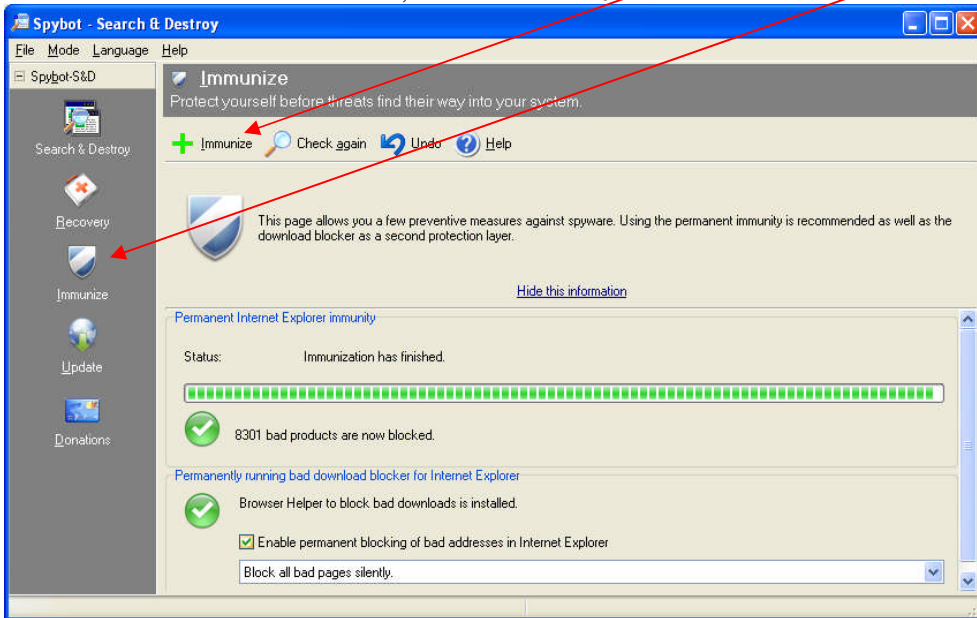 Spybot - Search & Destroy
File Mode Language Help
Spybot-S&D
Search & Destroy
Recovery
Immunize
Update
Donations
Immunize
Protect yourself before threats find their way into your system.
Immunize Check again Undo Help
This page allows you a few preventive measures against spyware. Using the permanent immunity is recommended as well as the
download blocker as a second protection layer.
Hide this information
Permanent Internet Explorer immunity
Status: Immunization has finished.
8301 bad products are now blocked.
Permanently running bad download blocker for Internet Explorer
Browser Helper to block bad downloads is installed.
Enable permanent blocking of bad addresses in Internet Explorer
Block all bad pages silently.